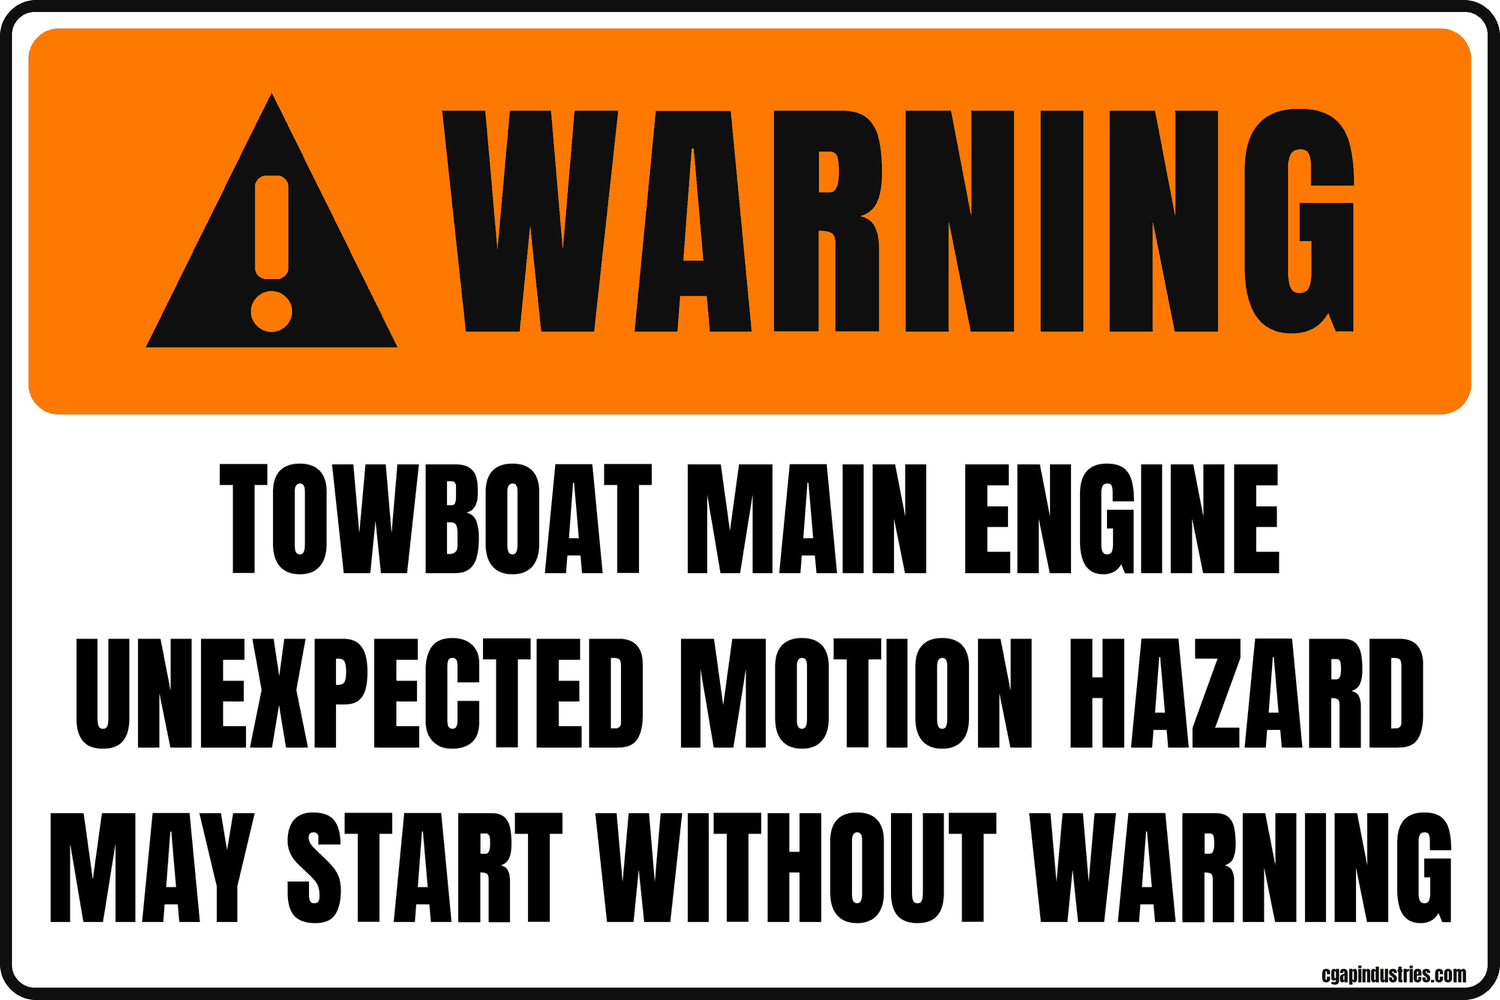 WARNING
TOWBOAT MAIN ENGINE
UNEXPECTED MOTION HAZARD
MAY START WITHOUT WARNING
cgapindustries.com